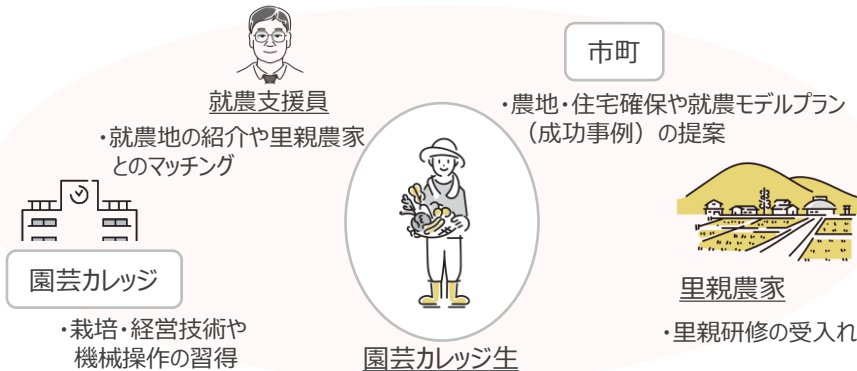 就農支援員
・就農地の紹介や里親農家
とのマッチング
市町
・農地・住宅確保や就農モデルプラン
(成功事例)の提案
園芸カレッジ
・栽培・経営技術や
機械操作の習得
園芸カレッジ生
里親農家
・里親研修の受入れ